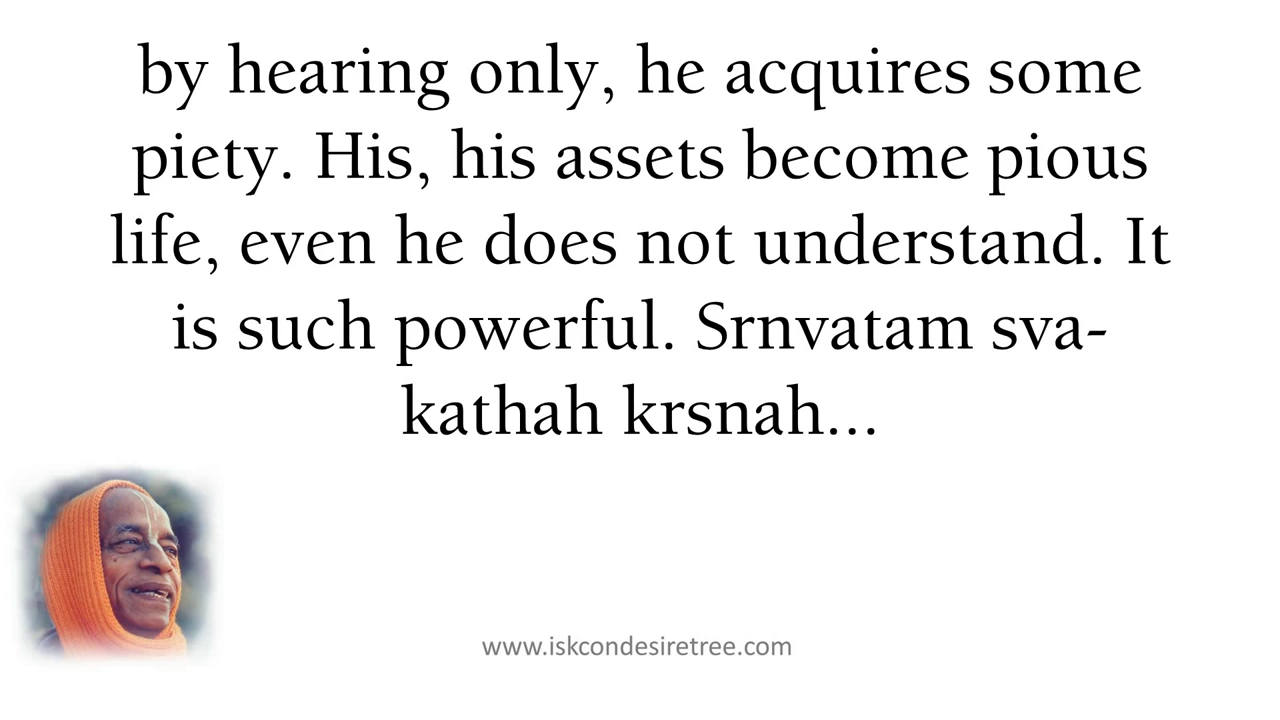 by hearing only, he acquires some
piety. His, his assets become pious
life, even he does not understand. It
is such powerful. Srnvatam sva-
kathah krsnah...
www.iskcondesiretree.com